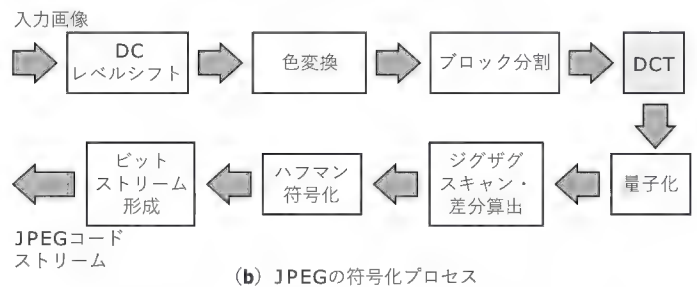 入力画像
DC
レベルシフト
色変換
ブロック分割
DCT
量子化
ジグザグ
スキャン・
差分算出
ハフマン
符号化
ビット
ストリーム
形成
JPEGコード
ストリーム
(b) JPEGの符号化プロセス